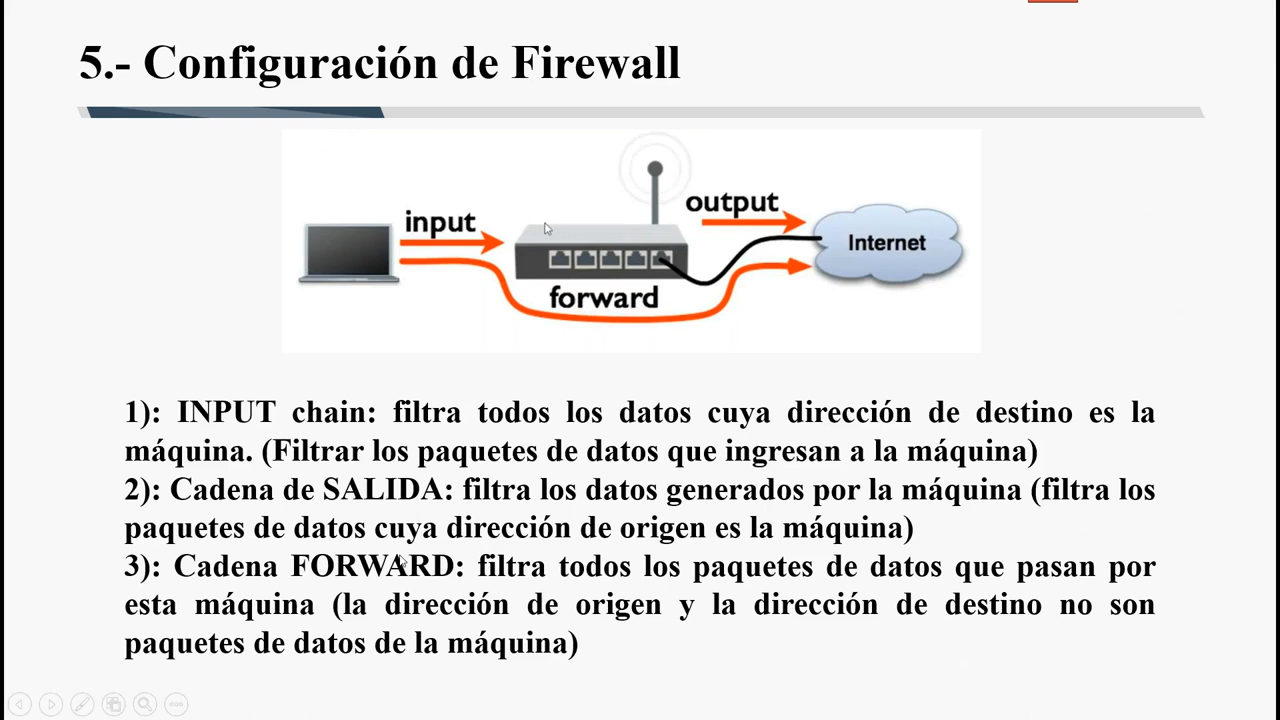 5.- Configuración de Firewall
input
output
Internet
forward
1): INPUT chain: filtra todos los datos cuya dirección de destino es la
máquina. (Filtrar los paquetes de datos que ingresan a la máquina)
2): Cadena de SALIDA: filtra los datos generados por la máquina (filtra los
paquetes de datos cuya dirección de origen es la máquina)
3): Cadena FORWARD: filtra todos los paquetes de datos que pasan por
esta máquina (la dirección de origen y la dirección de destino no son
paquetes de datos de la máquina)